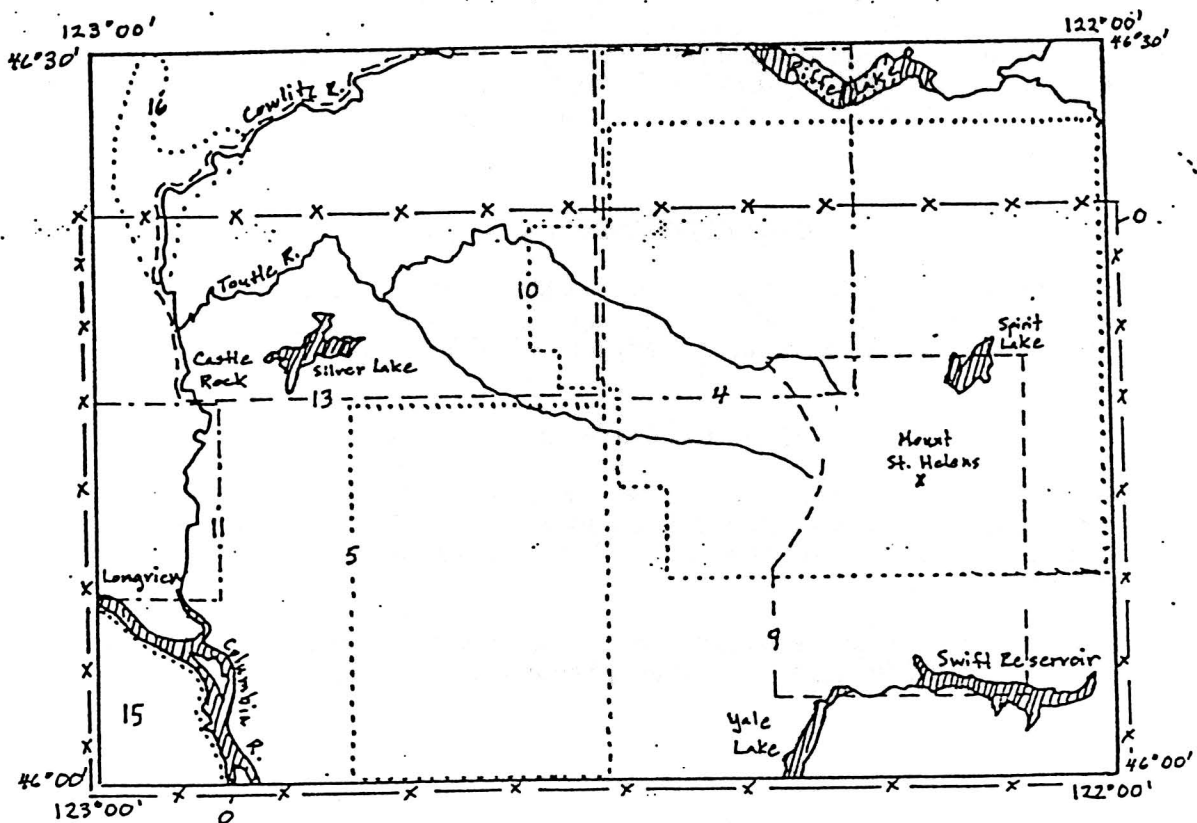 123°00'
122°00'
46°30'
46°30'
16
Cowlitz R.
Riffe Lake
0
Toutle R.
10
Spirit
Lake
Castle
Rock
Silver Lake
13
4
Mount
St. Helens
x
11
5
Longview
9
Swift Reservoir
Columbia R.
15
Yale
Lake
46°00'
46°00'
123°00'
0
122°00'